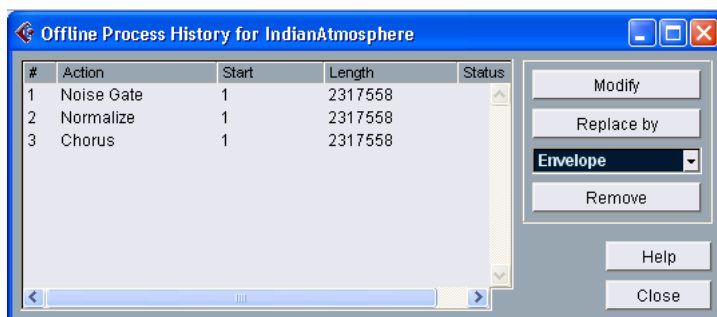 Offline Process History for IndianAtmosphere
# Action Start Length Status
1 Noise Gate 1 2317558
2 Normalize 1 2317558
3 Chorus 1 2317558
Modify
Replace by
Envelope
Remove
Help
Close